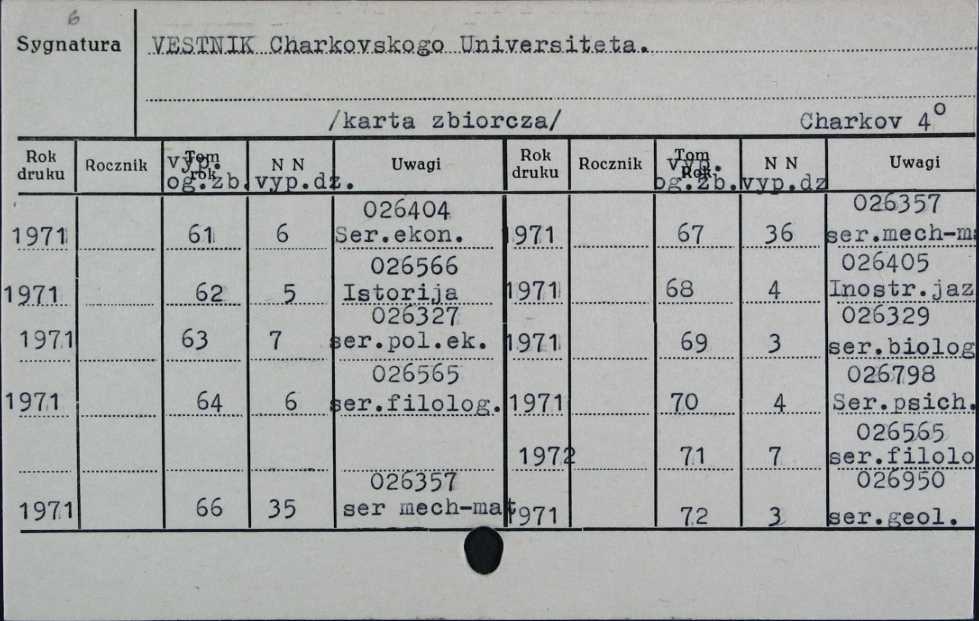 6
Sygnatura VESTNIK Charkovskogo Universiteta.
/karta zbiorcza/ Charkov 4°
Rok druku Rocznik Tom rok vyp. og.zb. N N vyp.dz. Uwagi Rok druku Rocznik Tom Rok vyp. og.zb. N N vyp.dz Uwagi
026404 026357
1971 61 6 Ser.ekon. 1971 67 36 ser.mech-ma
026566 026405
1971 62 5 Istorija 1971 68 4 Inostr.jaz
026327 026329
1971 63 7 ser.pol.ek. 1971 69 3 ser.biolog
026565 026798
1971 64 6 ser.filolog. 1971 70 4 Ser.psich.
026565
1972 71 7 ser.filolo
026357 026950
1971 66 35 ser mech-mat 1971 72 3 ser.geol.